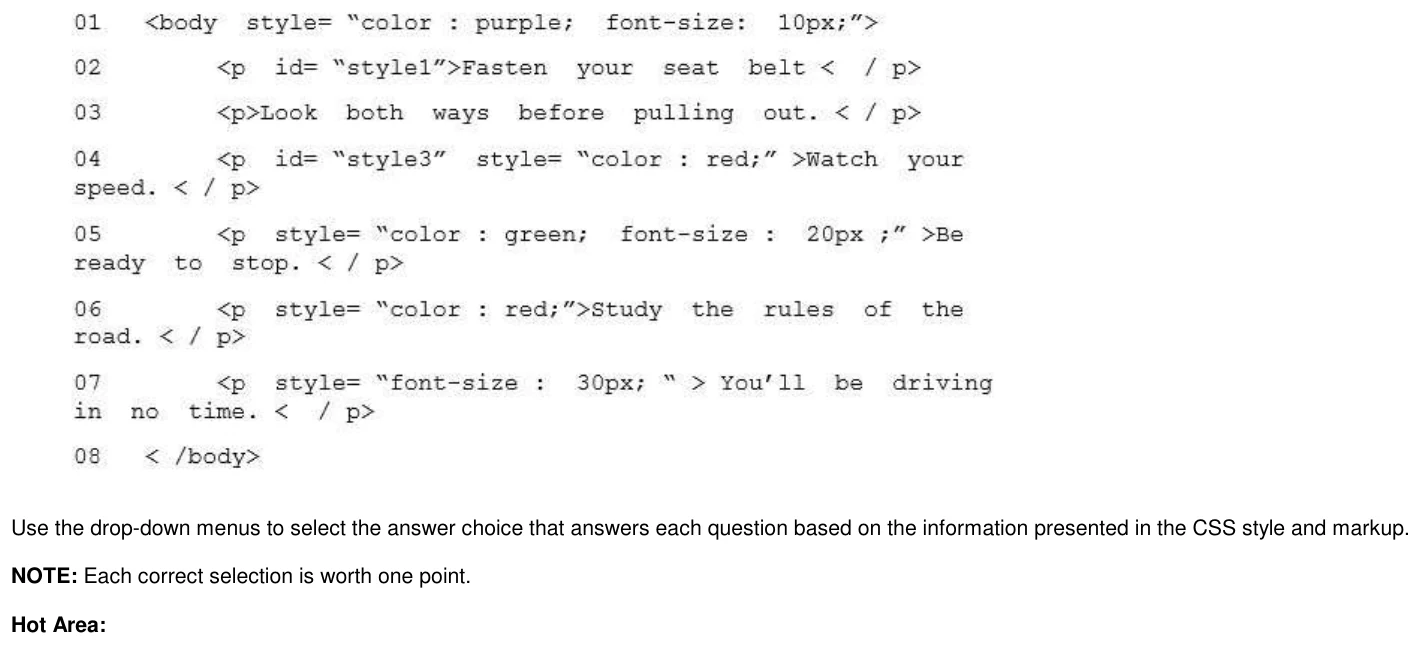 01 <body style= “color : purple; font-size: 10px;”>
02 <p id= “style1”>Fasten your seat belt < / p>
03 <p>Look both ways before pulling out. < / p>
04 <p id= “style3” style= “color : red;” >Watch your
speed. < / p>
05 <p style= “color : green; font-size : 20px ;” >Be
ready to stop. < / p>
06 <p style= “color : red;”>Study the rules of the
road. < / p>
07 <p style= “font-size : 30px; “ > You’ll be driving
in no time. < / p>
08 < /body>
Use the drop-down menus to select the answer choice that answers each question based on the information presented in the CSS style and markup.
NOTE: Each correct selection is worth one point.
Hot Area: